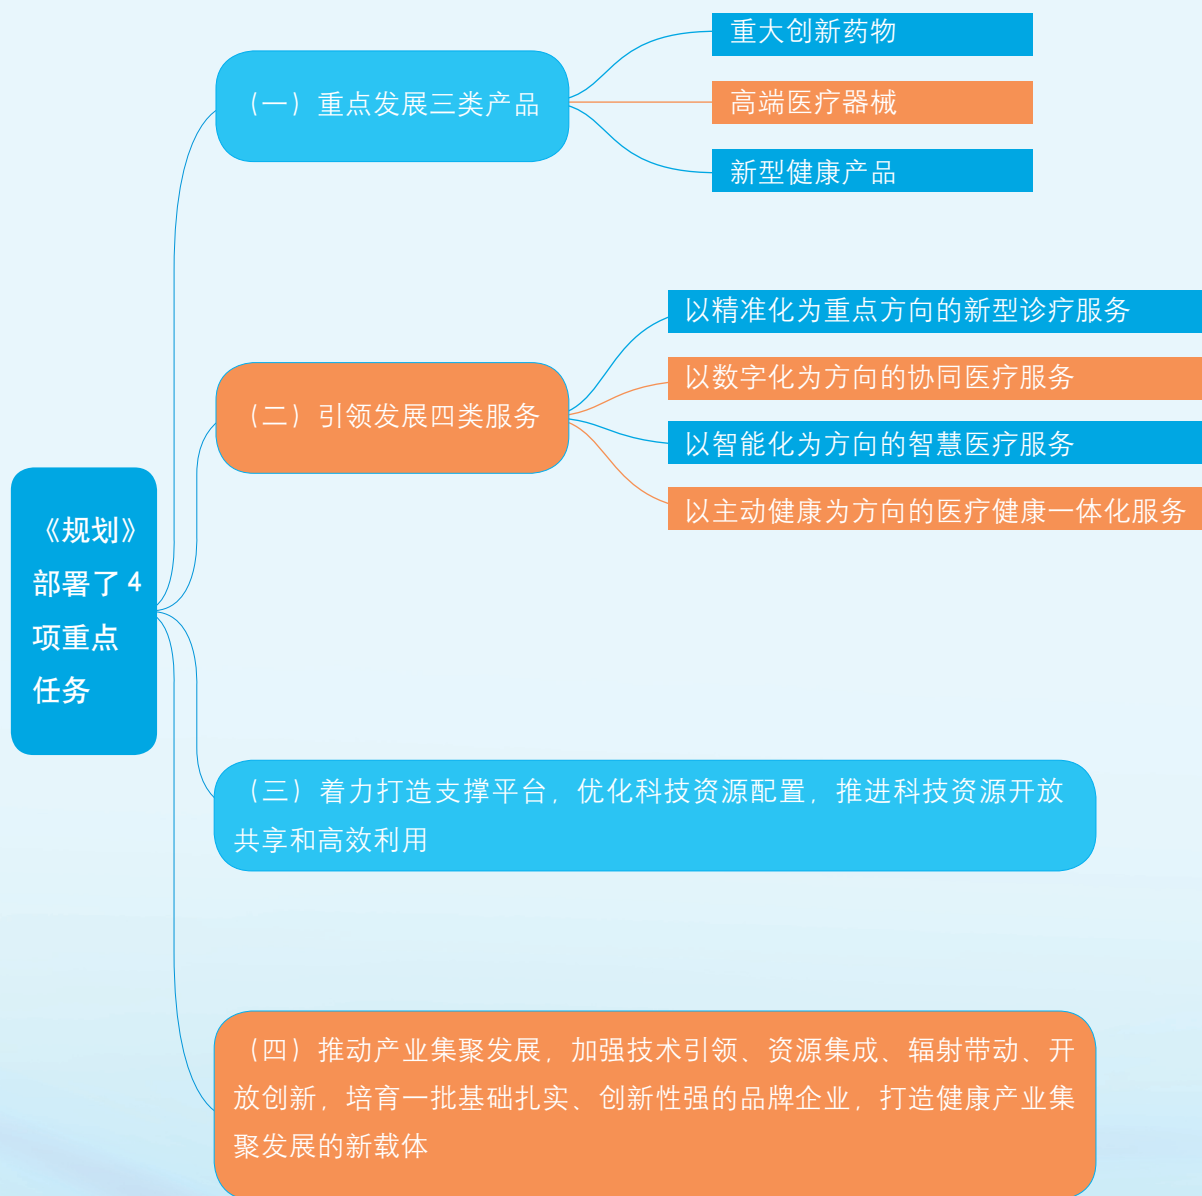 《规划》
部署了4
项重点
任务
（一）重点发展三类产品
重大创新药物
高端医疗器械
新型健康产品
（二）引领发展四类服务
以精准化为重点方向的新型诊疗服务
以数字化为方向的协同医疗服务
以智能化为方向的智慧医疗服务
以主动健康为方向的医疗健康一体化服务
（三）着力打造支撑平台，优化科技资源配置，推进科技资源开放
共享和高效利用
（四）推动产业集聚发展，加强技术引领、资源集成、辐射带动、开
放创新，培育一批基础扎实、创新性强的品牌企业，打造健康产业集
聚发展的新载体